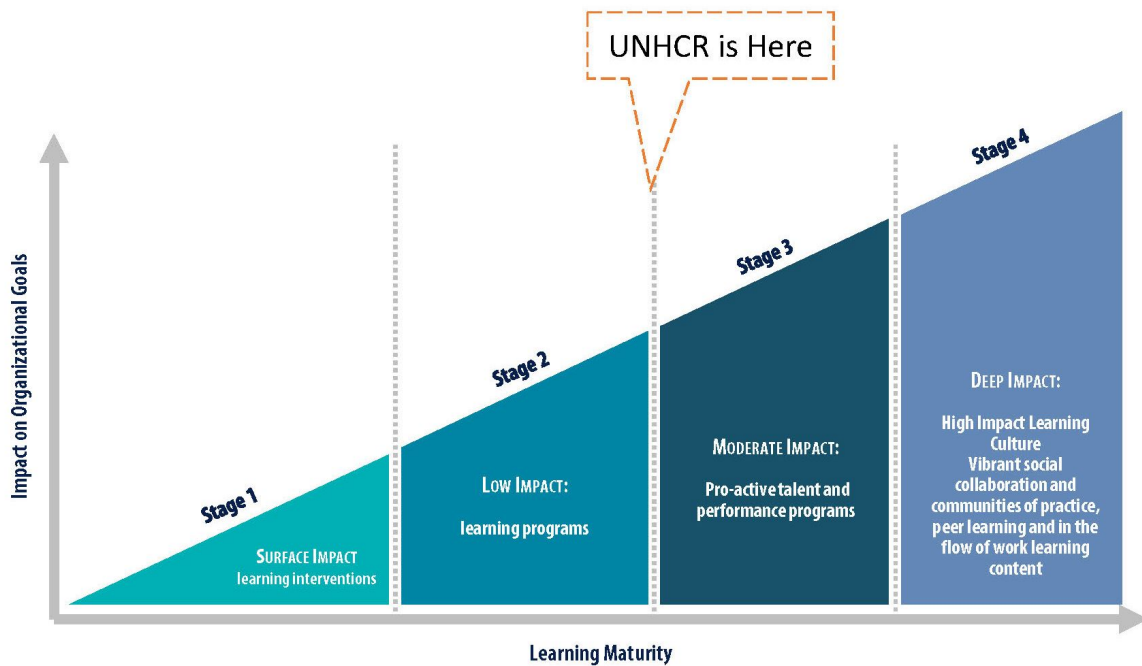 UNHCR is Here
Impact on Organizational Goals
Stage 1
Stage 2
Stage 3
Stage 4
SURFACE IMPACT
learning interventions
LOW IMPACT:
learning programs
MODERATE IMPACT:
Pro-active talent and
performance programs
DEEP IMPACT:
High Impact Learning
Culture
Vibrant social
collaboration and
communities of practice,
peer learning and in the
flow of work learning
content
Learning Maturity